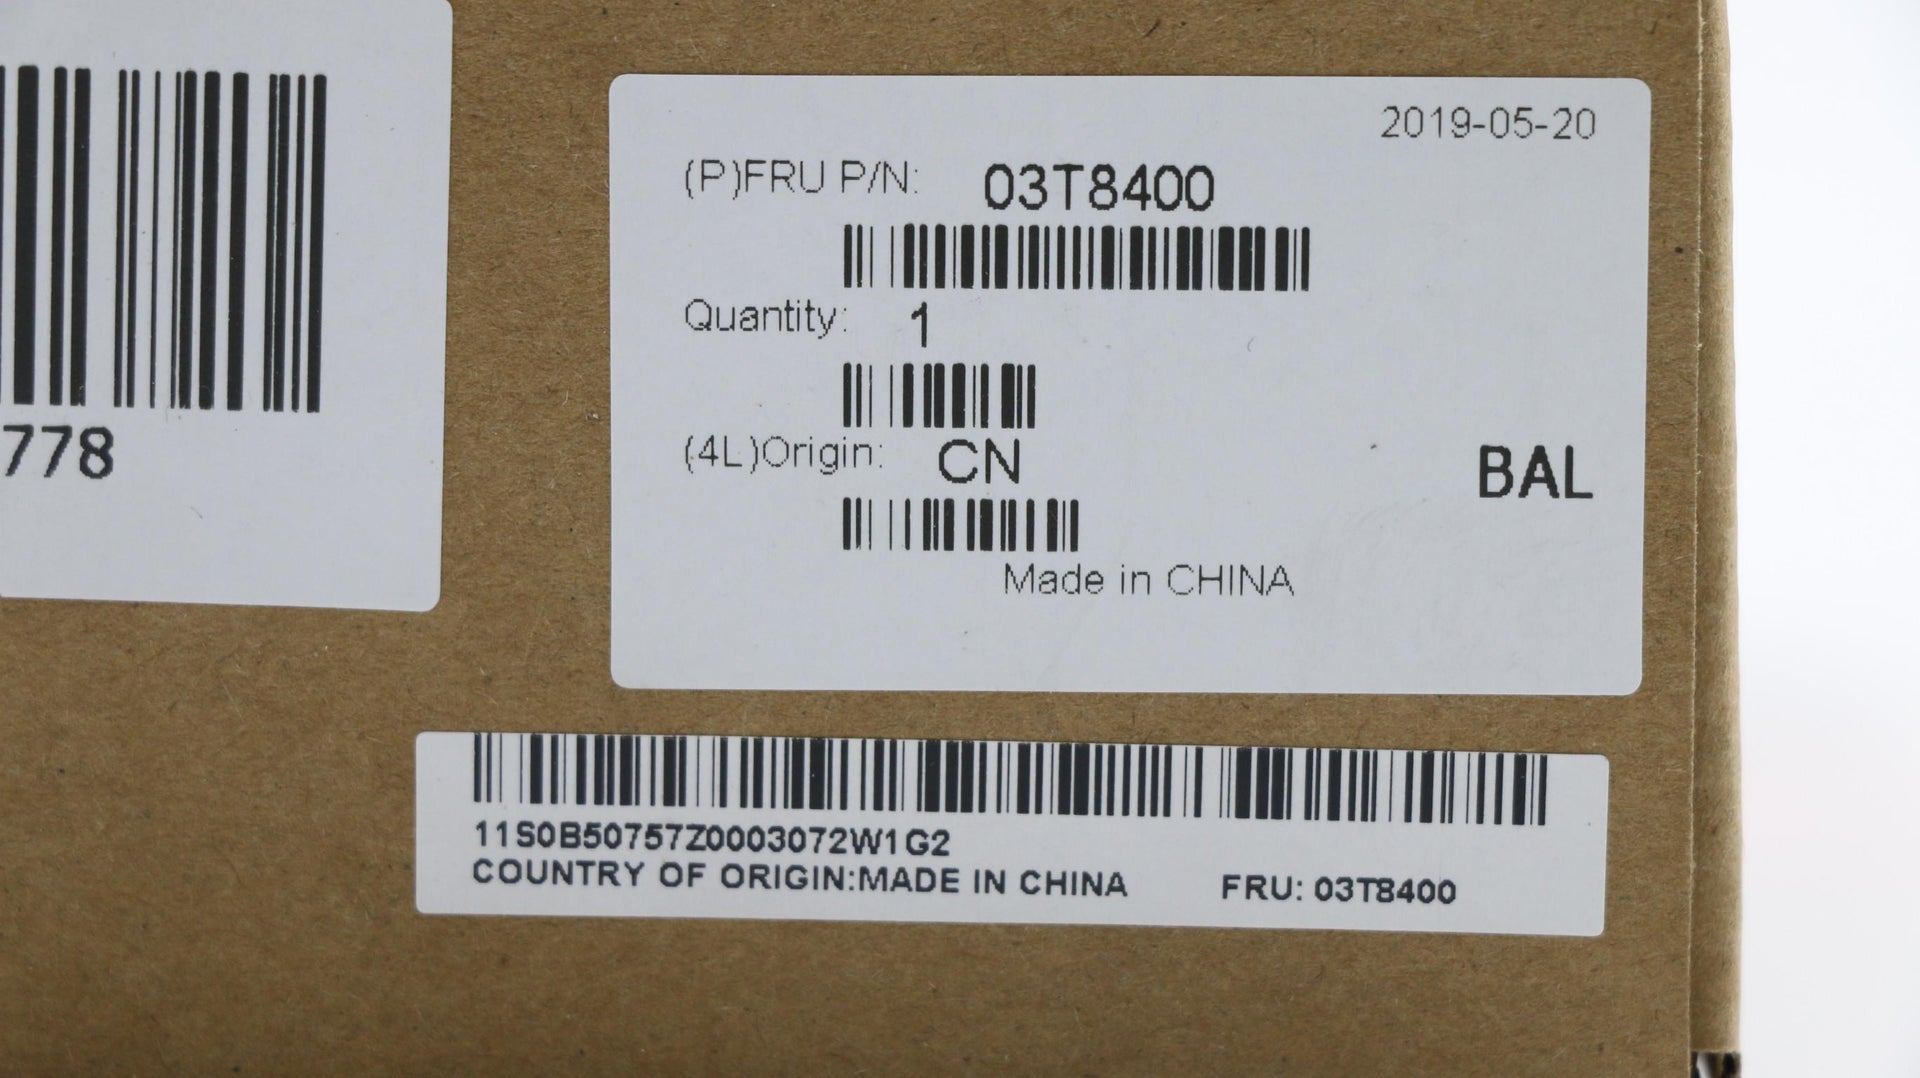 778
2019-05-20
(P)FRU P/N: 03T8400
Quantity: 1
(4L)Origin: CN
BAL
Made in CHINA
11S0B50757Z0003072W1G2
COUNTRY OF ORIGIN:MADE IN CHINA FRU: 03T8400